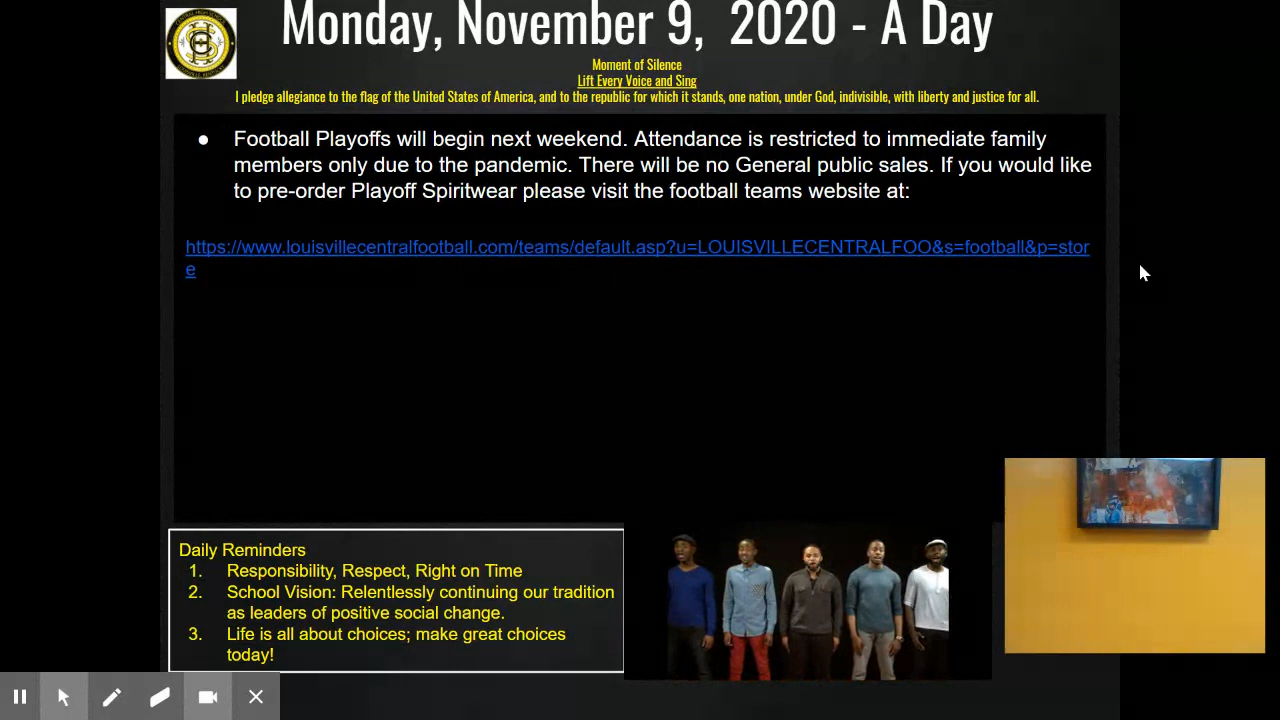 Monday, November 9, 2020 - A Day
Moment of Silence
Lift Every Voice and Sing
I pledge allegiance to the flag of the United States of America, and to the republic for which it stands, one nation, under God, indivisible, with liberty and justice for all.
● Football Playoffs will begin next weekend. Attendance is restricted to immediate family
members only due to the pandemic. There will be no General public sales. If you would like
to pre-order Playoff Spiritwear please visit the football teams website at:
https://www.louisvillecentralfootball.com/teams/default.asp?u=LOUISVILLECENTRALFOO&s=football&p=stor
e
Daily Reminders
1. Responsibility, Respect, Right on Time
2. School Vision: Relentlessly continuing our tradition
as leaders of positive social change.
3. Life is all about choices; make great choices
today!